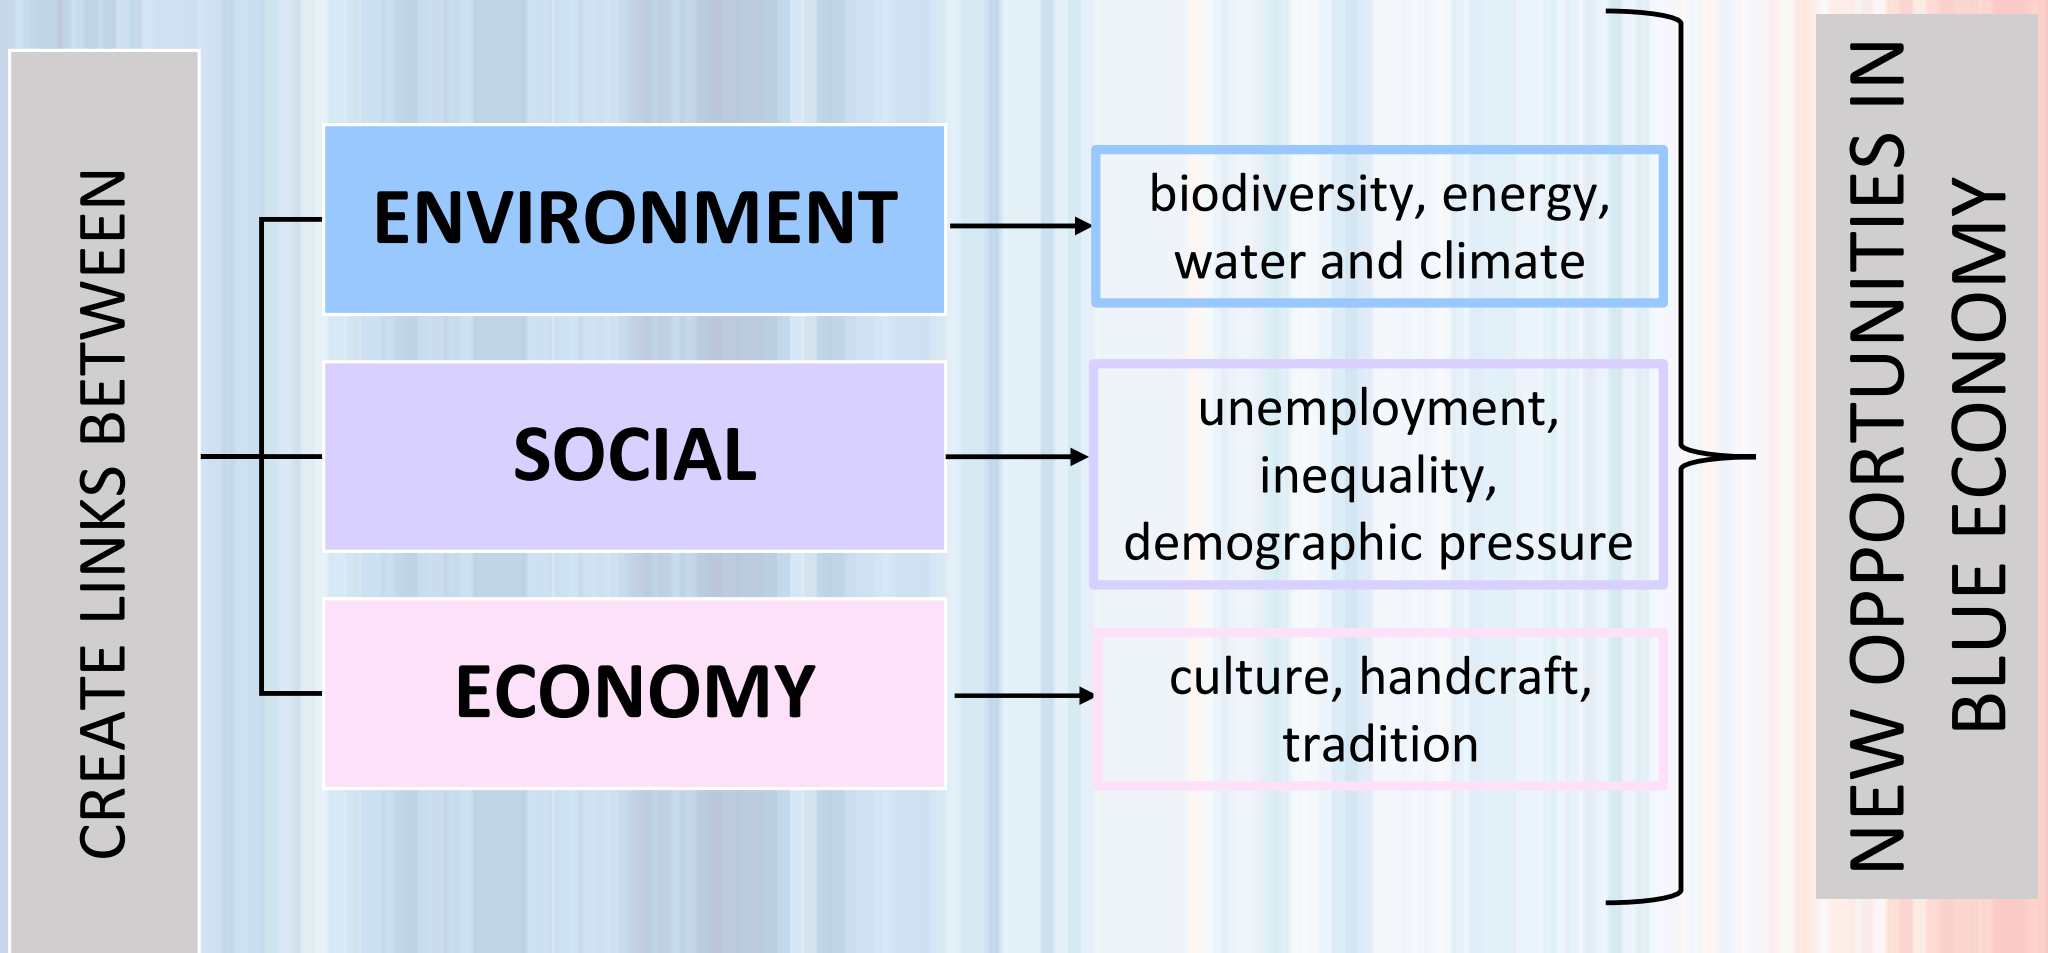 CREATE LINKS BETWEEN
ENVIRONMENT
biodiversity, energy,
water and climate
SOCIAL
unemployment,
inequality,
demographic pressure
ECONOMY
culture, handcraft,
tradition
NEW OPPORTUNITIES IN
BLUE ECONOMY